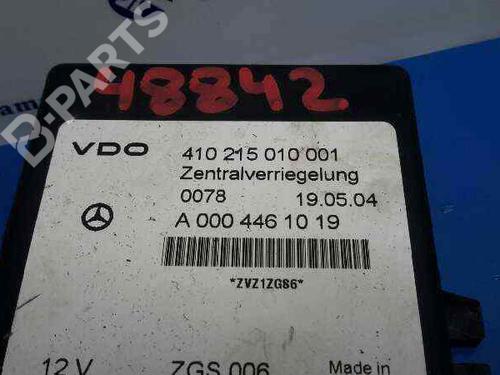 B-PARTS
48842
VDO 410 215 010 001
Zentralverriegelung
0078 19.05.04
A 000 446 10 19
*ZVZ1ZG86*
12 V ZGS 006 Made in